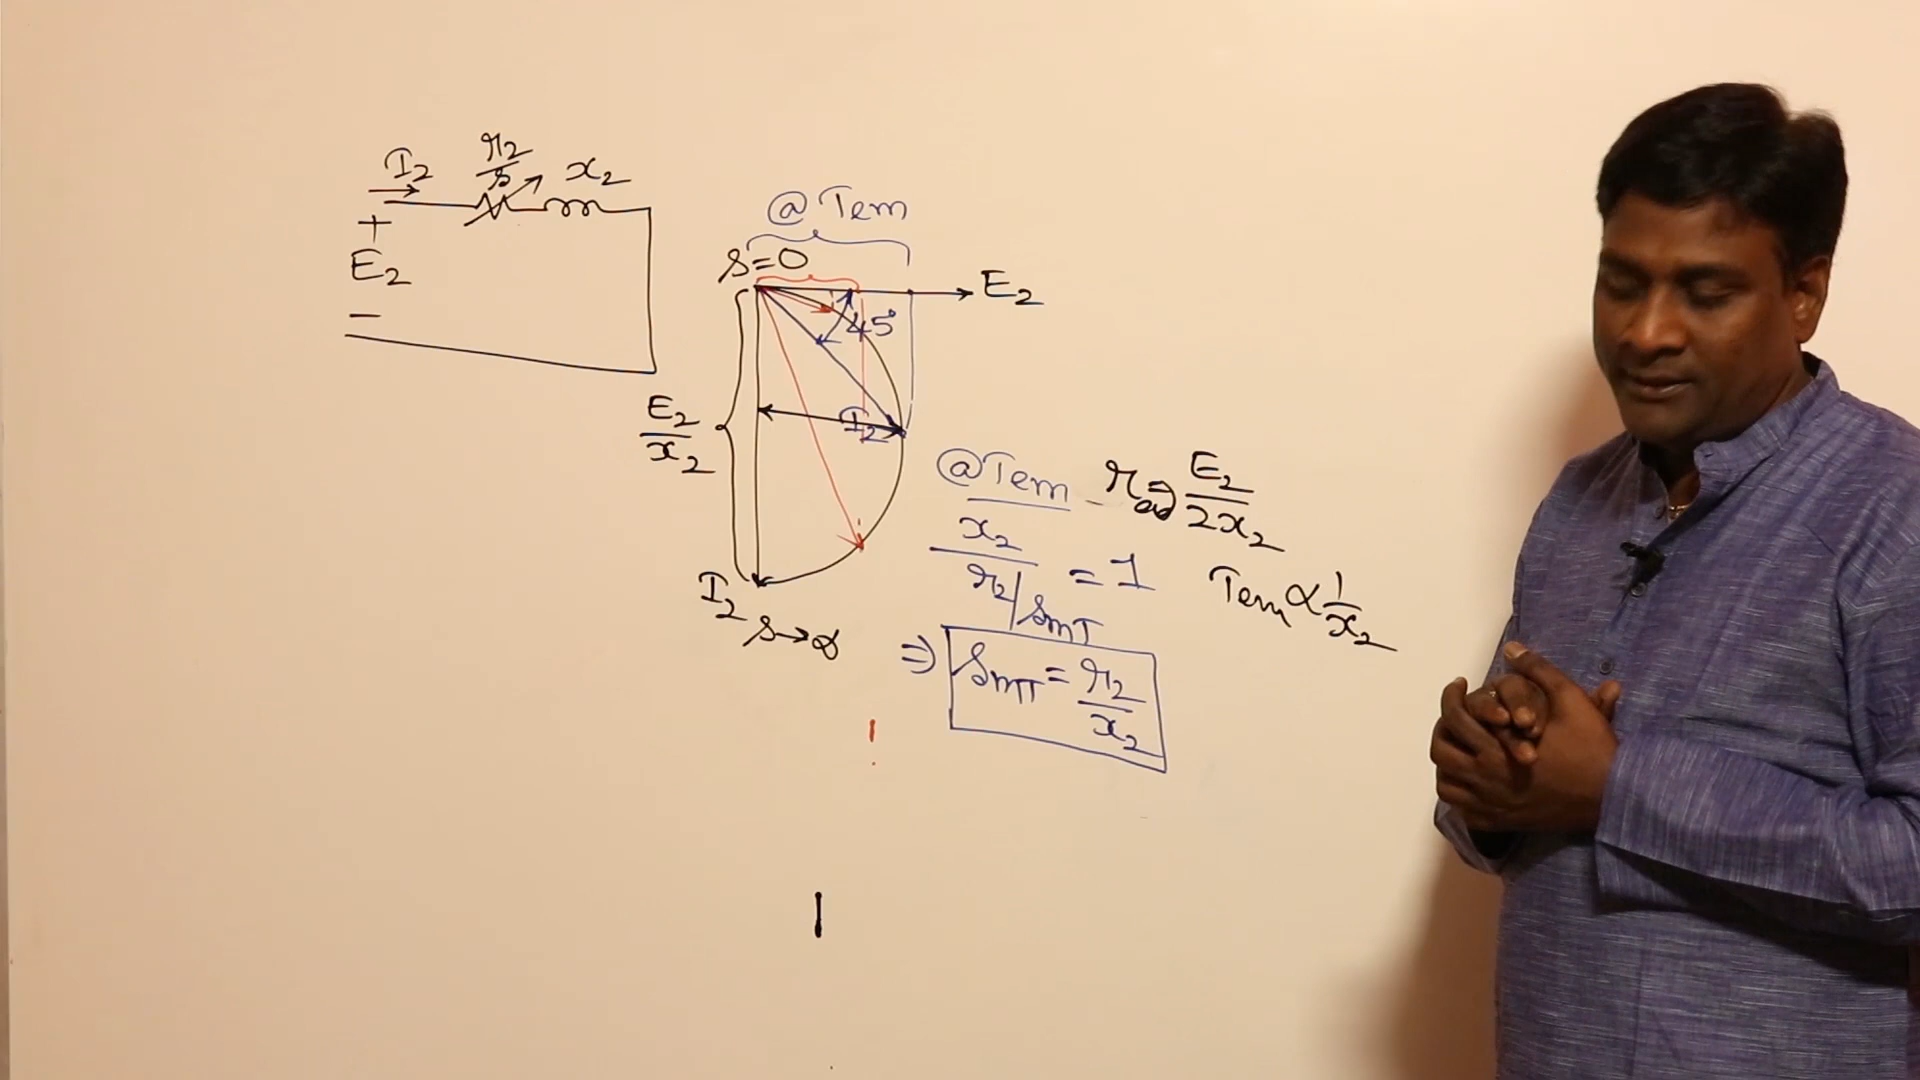 I₂ r₂/s x₂
+
E₂
−
@ Tem
s=0
E₂
45°
E₂/x₂
I₂
I₂
s→∝
@Tem
x₂/(r₂/smT) = 1
⇒ smT = r₂/x₂
E₂/2x₂
Tem ∝ 1/x₂